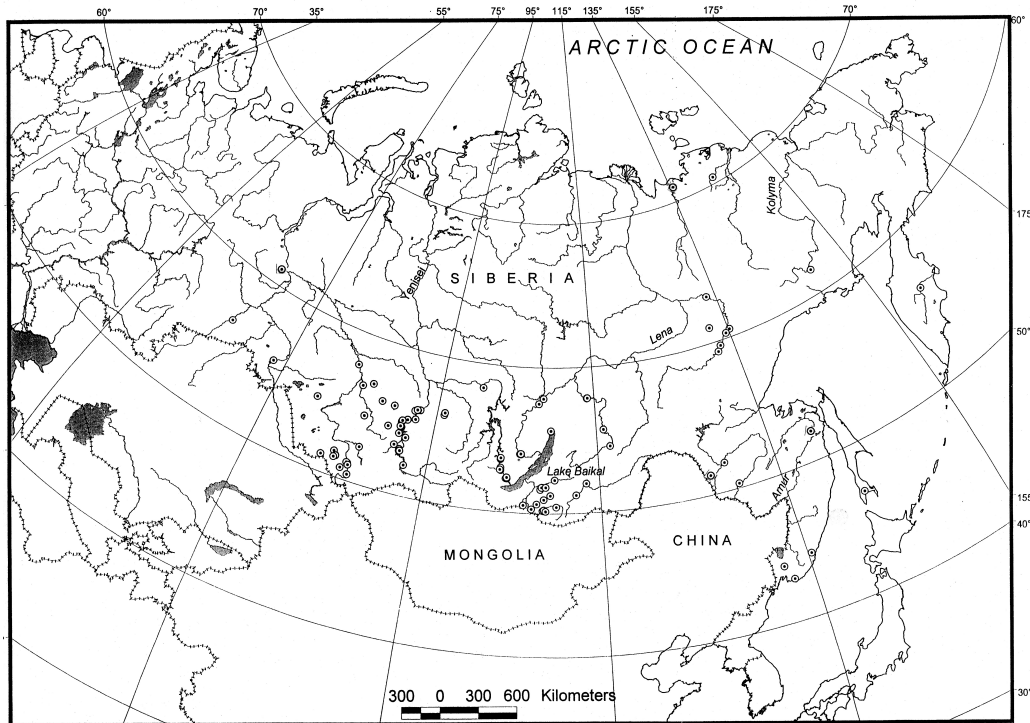 60° 70° 35° 55° 75° 95° 115° 135° 155° 175° 70° 60°
ARCTIC OCEAN
Kolyma
175°
Yenisei
SIBERIA
50°
Lena
Lake Baikal
Amur
155°
40°
MONGOLIA
CHINA
30°
300 0 300 600 Kilometers